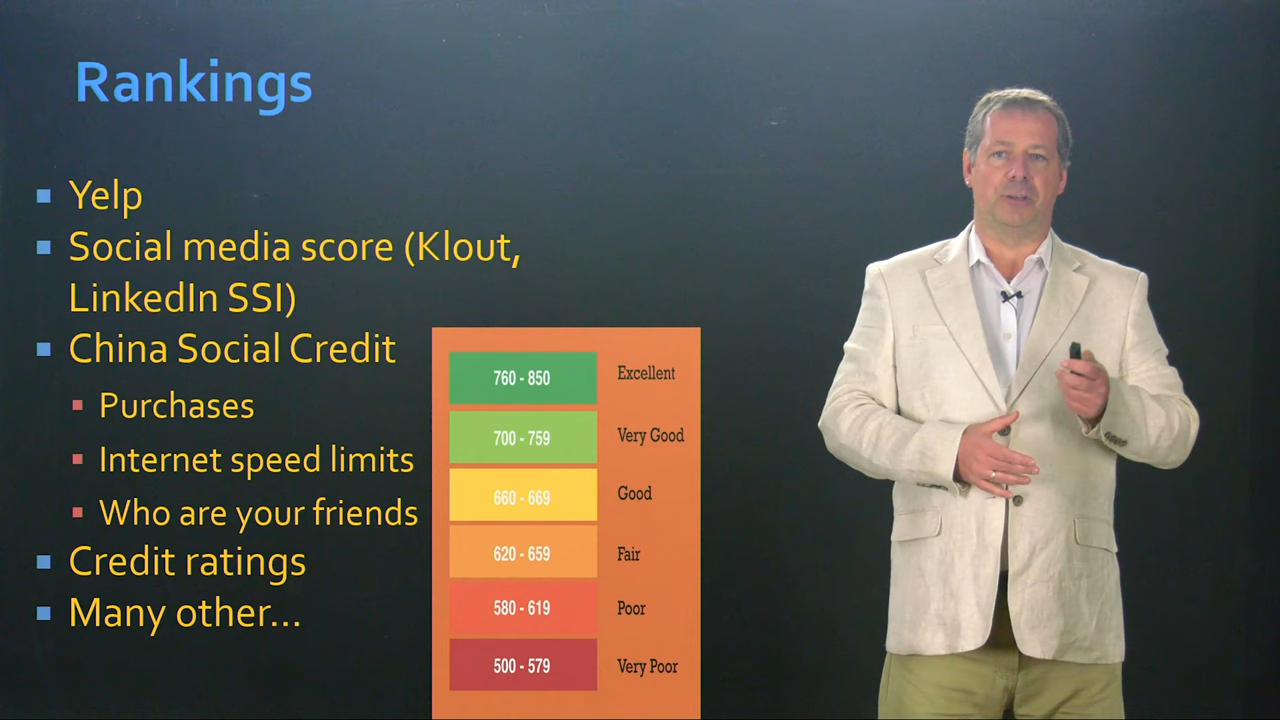 Rankings
Yelp
Social media score (Klout,
LinkedIn SSI)
China Social Credit
Purchases
Internet speed limits
Who are your friends
Credit ratings
Many other...
760 - 850 Excellent
700 - 759 Very Good
660 - 669 Good
620 - 659 Fair
580 - 619 Poor
500 - 579 Very Poor